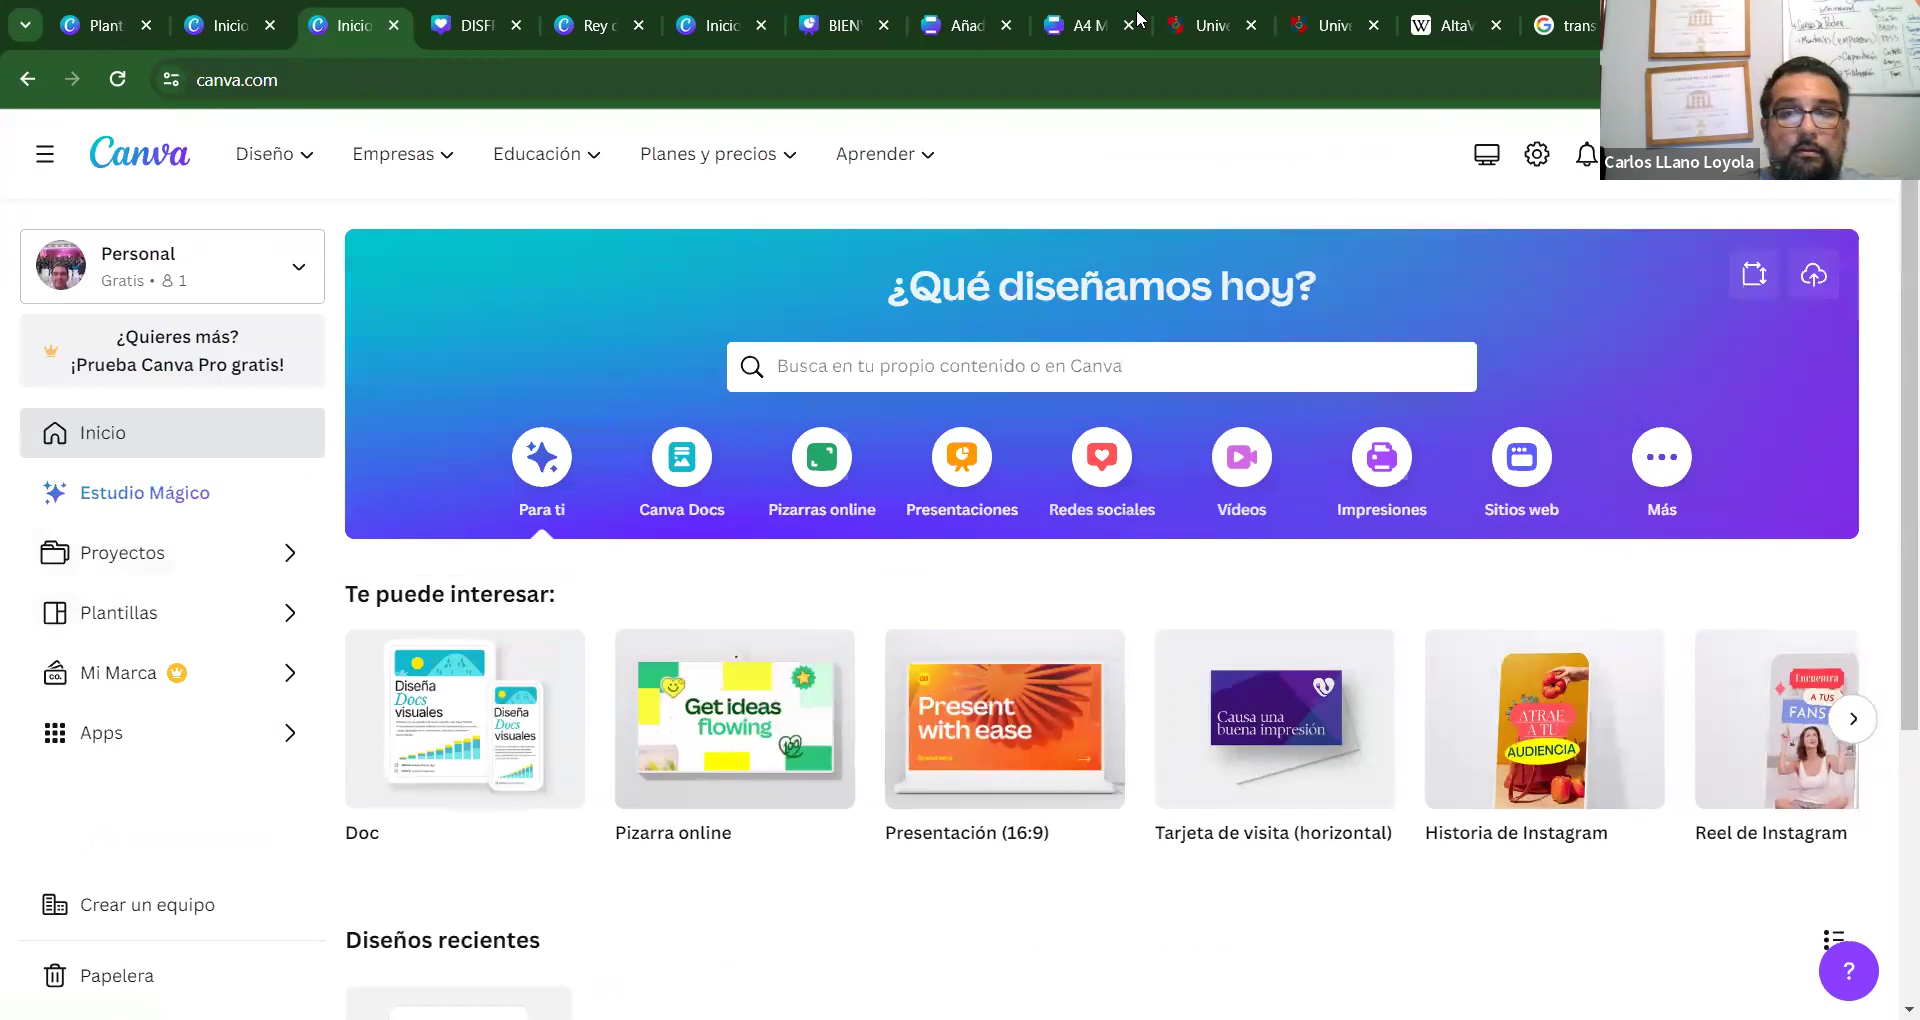 Plant
Inicio
Inicio
DISF
Rey d
Inicio
BIEN
Añad
A4 M
Unive
Unive
AltaV
trans
canva.com
Carlos LLano Loyola
Canva
Diseño
Empresas
Educación
Planes y precios
Aprender
Personal
Gratis • 1
¿Quieres más?
¡Prueba Canva Pro gratis!
Inicio
Estudio Mágico
Proyectos
Plantillas
Mi Marca
Apps
Crear un equipo
Papelera
¿Qué diseñamos hoy?
Busca en tu propio contenido o en Canva
Para ti
Canva Docs
Pizarras online
Presentaciones
Redes sociales
Vídeos
Impresiones
Sitios web
Más
Te puede interesar:
Diseña
Docs
visuales
Diseña
Docs
visuales
Get ideas
flowing
Present
with ease
Causa una
buena impresión
ATRAE
A TU
AUDIENCIA
Encuentra
A TUS
FANS
Doc
Pizarra online
Presentación (16:9)
Tarjeta de visita (horizontal)
Historia de Instagram
Reel de Instagram
Diseños recientes
?